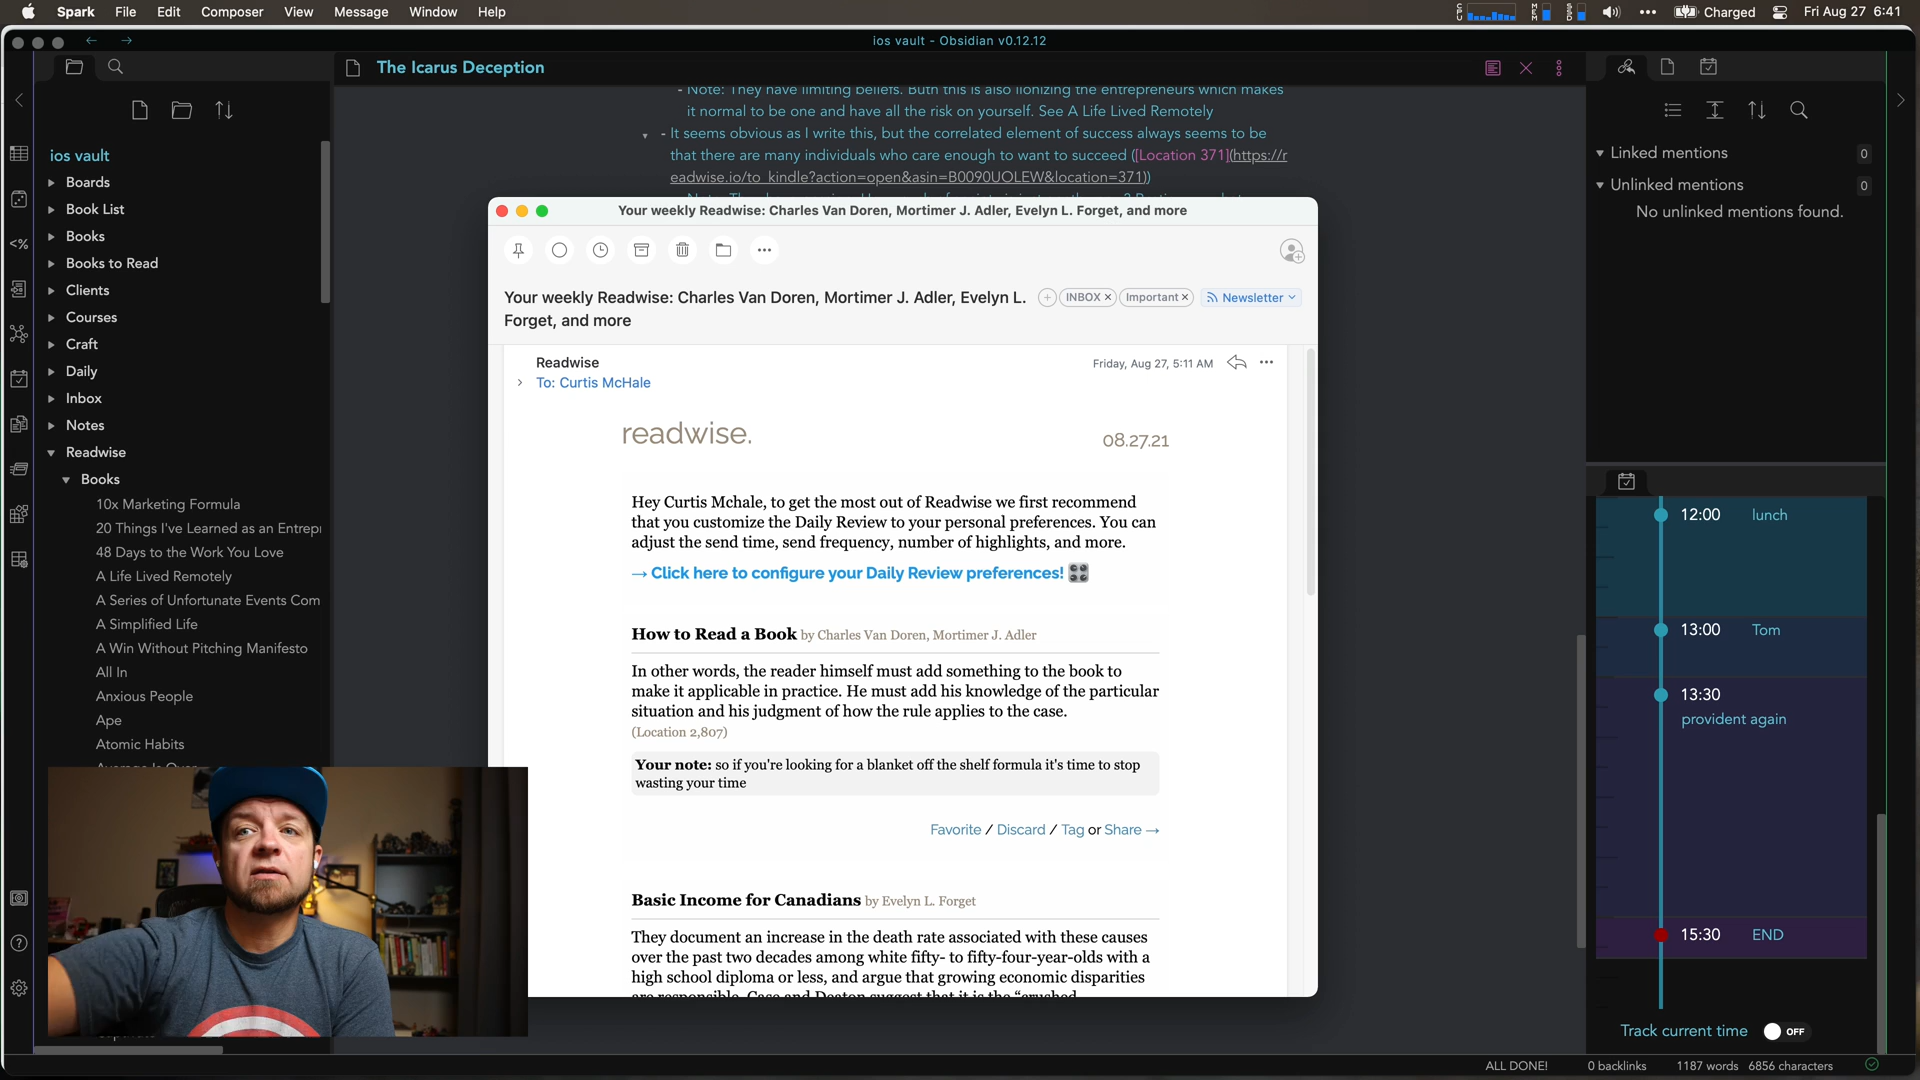 Spark File Edit Composer View Message Window Help
Charged Fri Aug 27 6:41
ios vault - Obsidian v0.12.12
The Icarus Deception
- Note: They have limiting beliefs. Buth this is also lionizing the entrepreneurs which makes
it normal to be one and have all the risk on yourself. See A Life Lived Remotely
- It seems obvious as I write this, but the correlated element of success always seems to be
that there are many individuals who care enough to want to succeed ([Location 371](https://r
eadwise.io/to_kindle?action=open&asin=B0090UOLEW&location=371))
ios vault
Boards
Book List
Books
Books to Read
Clients
Courses
Craft
Daily
Inbox
Notes
Readwise
Books
10x Marketing Formula
20 Things I've Learned as an Entrep
48 Days to the Work You Love
A Life Lived Remotely
A Series of Unfortunate Events Com
A Simplified Life
A Win Without Pitching Manifesto
All In
Anxious People
Ape
Atomic Habits
Your weekly Readwise: Charles Van Doren, Mortimer J. Adler, Evelyn L. Forget, and more
Your weekly Readwise: Charles Van Doren, Mortimer J. Adler, Evelyn L.
Forget, and more
INBOX × Important × Newsletter
Readwise
Friday, Aug 27, 5:11 AM
To: Curtis McHale
readwise.
08.27.21
Hey Curtis Mchale, to get the most out of Readwise we first recommend
that you customize the Daily Review to your personal preferences. You can
adjust the send time, send frequency, number of highlights, and more.
→ Click here to configure your Daily Review preferences! 🎛️
How to Read a Book by Charles Van Doren, Mortimer J. Adler
In other words, the reader himself must add something to the book to
make it applicable in practice. He must add his knowledge of the particular
situation and his judgment of how the rule applies to the case.
(Location 2,807)
Your note: so if you're looking for a blanket off the shelf formula it's time to stop
wasting your time
Favorite / Discard / Tag or Share →
Basic Income for Canadians by Evelyn L. Forget
They document an increase in the death rate associated with these causes
over the past two decades among white fifty- to fifty-four-year-olds with a
high school diploma or less, and argue that growing economic disparities
Linked mentions 0
Unlinked mentions 0
No unlinked mentions found.
12:00 lunch
13:00 Tom
13:30
provident again
15:30 END
Track current time OFF
ALL DONE! 0 backlinks 1187 words 6856 characters